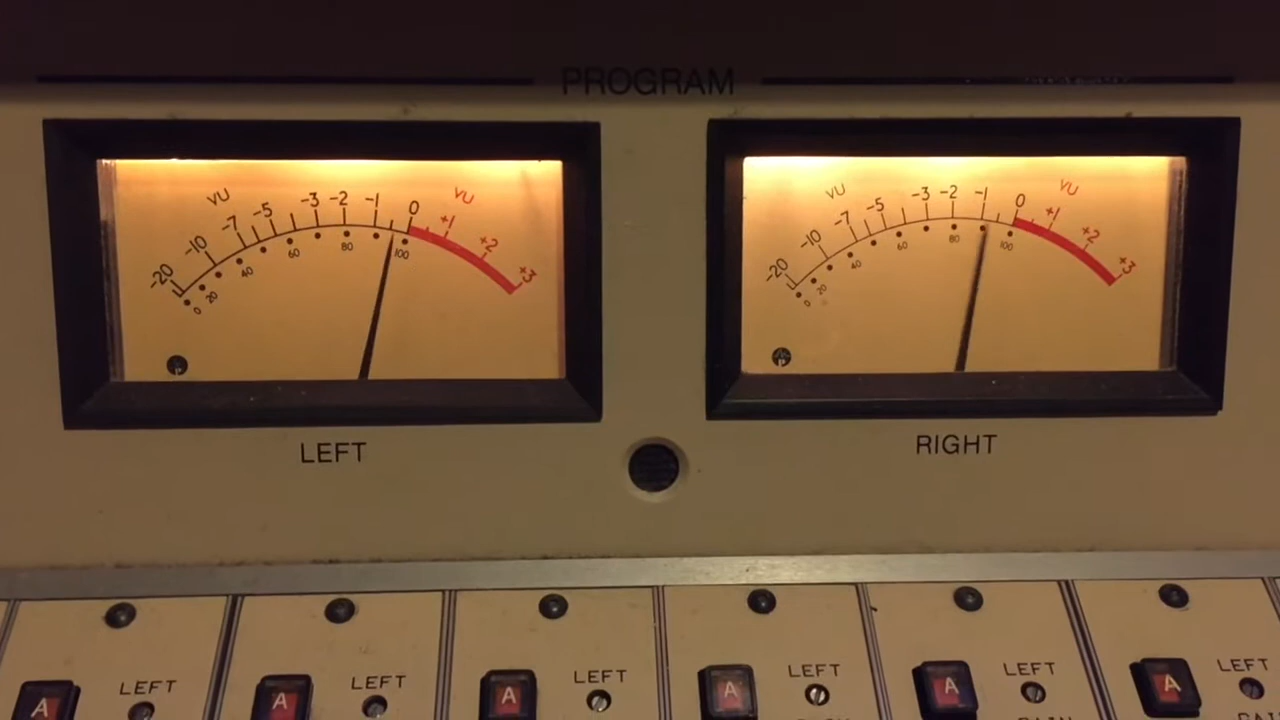 PROGRAM
VU VU
-20 -10 -7 -5 -3 -2 -1 0 +1 +2 +3
0 20 40 60 80 100
VU VU
-20 -10 -7 -5 -3 -2 -1 0 +1 +2 +3
0 20 40 60 80 100
LEFT
RIGHT
LEFT LEFT LEFT LEFT LEFT LEFT
A A A A A A